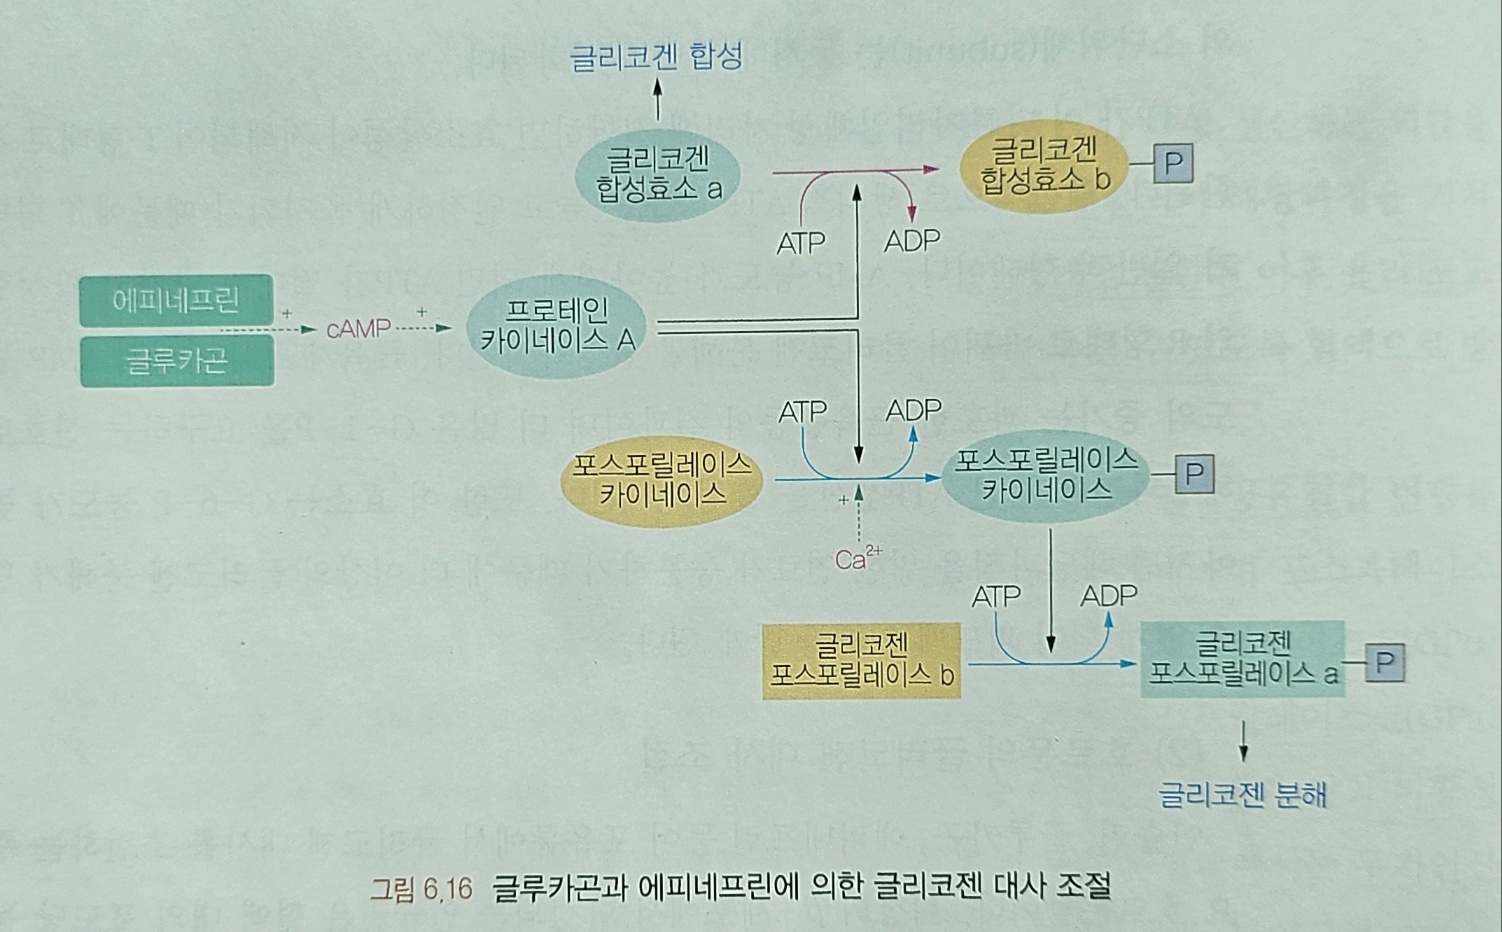 글리코겐 합성
글리코겐
합성효소 a
글리코겐
합성효소 b
P
ATP
ADP
에피네프린
글루카곤
+
cAMP
+
프로테인
카이네이스 A
ATP
ADP
포스포릴레이스
카이네이스
포스포릴레이스
카이네이스
P
+
Ca²⁺
ATP
ADP
글리코젠
포스포릴레이스 b
글리코젠
포스포릴레이스 a
P
글리코젠 분해
그림 6.16 글루카곤과 에피네프린에 의한 글리코젠 대사 조절